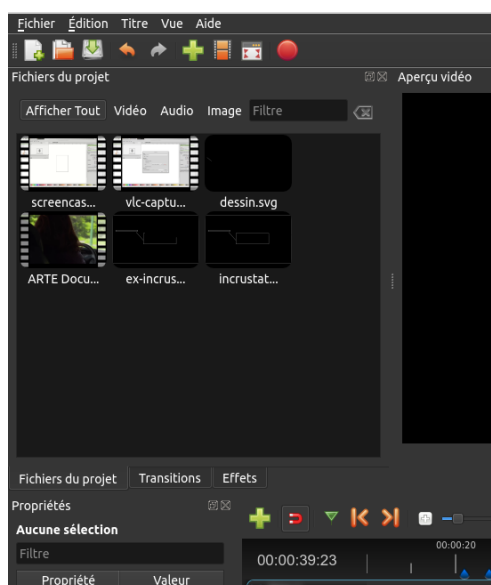 Fichier Édition Titre Vue Aide
Fichiers du projet
Aperçu vidéo
Afficher Tout Vidéo Audio Image Filtre
screencas... vlc-captu... dessin.svg
ARTE Docu... ex-incrus... incrustat...
Fichiers du projet Transitions Effets
Propriétés
Aucune sélection
Filtre
Propriété Valeur
00:00:39:23
00:00:20